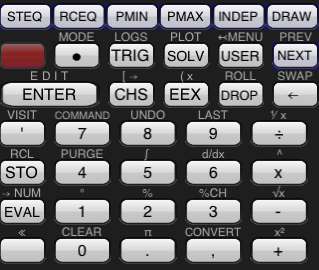 STEQ RCEQ PMIN PMAX INDEP DRAW
MODE LOGS PLOT ↤MENU PREV
• TRIG SOLV USER NEXT
EDIT [→ (x ROLL SWAP
ENTER CHS EEX DROP ←
VISIT COMMAND UNDO LAST ¹/x
' 7 8 9 ÷
RCL PURGE ∫ d/dx ^
STO 4 5 6 x
→ NUM ° % %CH √x
EVAL 1 2 3 -
≪ CLEAR π CONVERT x²
0 . , +